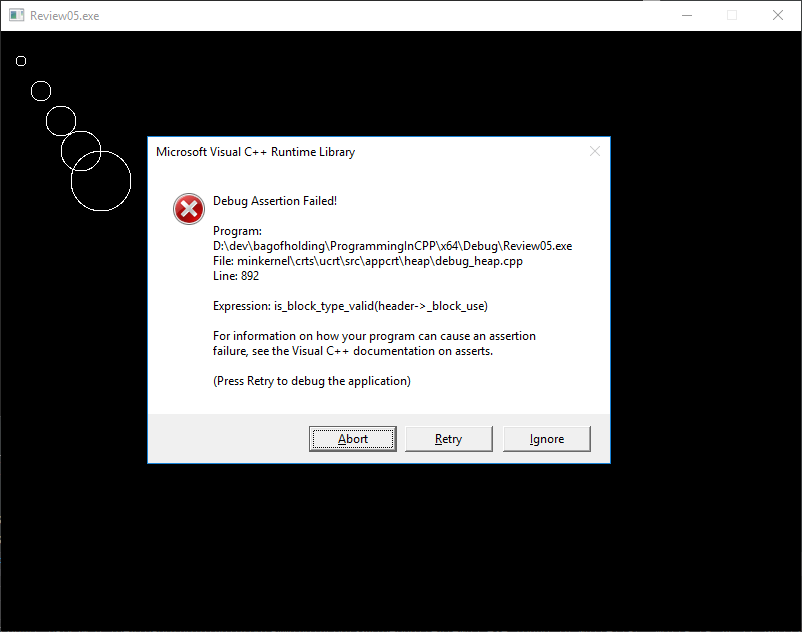 Review05.exe
Microsoft Visual C++ Runtime Library
Debug Assertion Failed!
Program:
D:\dev\bagofholding\ProgrammingInCPP\x64\Debug\Review05.exe
File: minkernel\crts\ucrt\src\appcrt\heap\debug_heap.cpp
Line: 892
Expression: is_block_type_valid(header->_block_use)
For information on how your program can cause an assertion
failure, see the Visual C++ documentation on asserts.
(Press Retry to debug the application)
Abort
Retry
Ignore